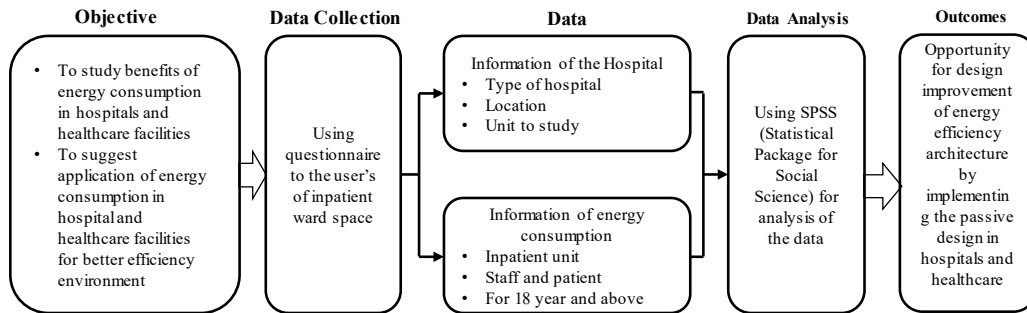 Objective
• To study benefits of
energy consumption
in hospitals and
healthcare facilities
• To suggest
application of energy
consumption in
hospital and
healthcare facilities
for better efficiency
environment
Data Collection
Using
questionnaire
to the user's
of inpatient
ward space
Data
Information of the Hospital
• Type of hospital
• Location
• Unit to study
Information of energy
consumption
• Inpatient unit
• Staff and patient
• For 18 year and above
Data Analysis
Using SPSS
(Statistical
Package for
Social
Science) for
analysis of
the data
Outcomes
Opportunity
for design
improvement
of energy
efficiency
architecture
by
implementin
g the passive
design in
hospitals and
healthcare